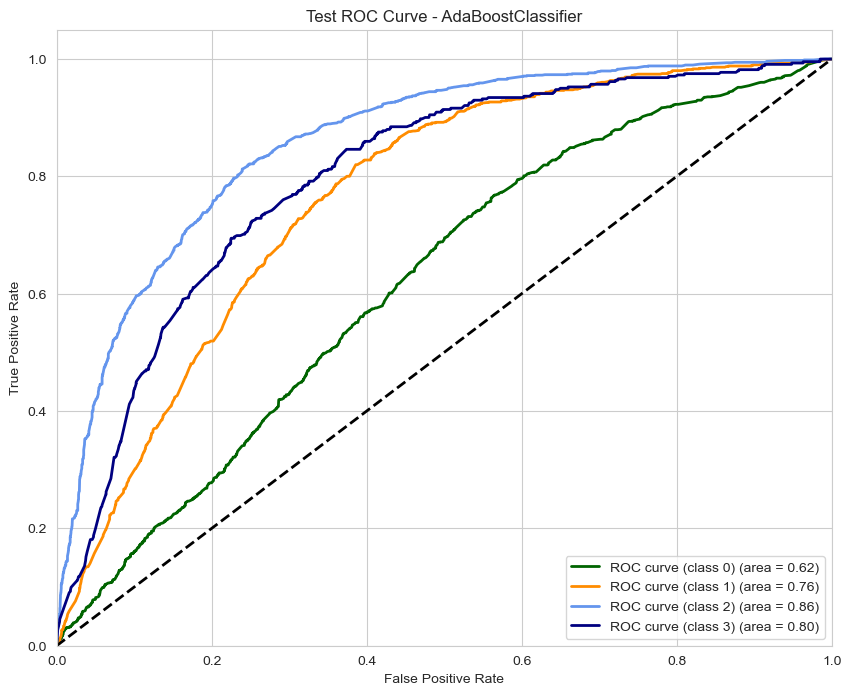 Test ROC Curve - AdaBoostClassifier
True Positive Rate
1.0
0.8
0.6
0.4
0.2
0.0
ROC curve (class 0) (area = 0.62)
ROC curve (class 1) (area = 0.76)
ROC curve (class 2) (area = 0.86)
ROC curve (class 3) (area = 0.80)
0.0 0.2 0.4 0.6 0.8 1.0
False Positive Rate